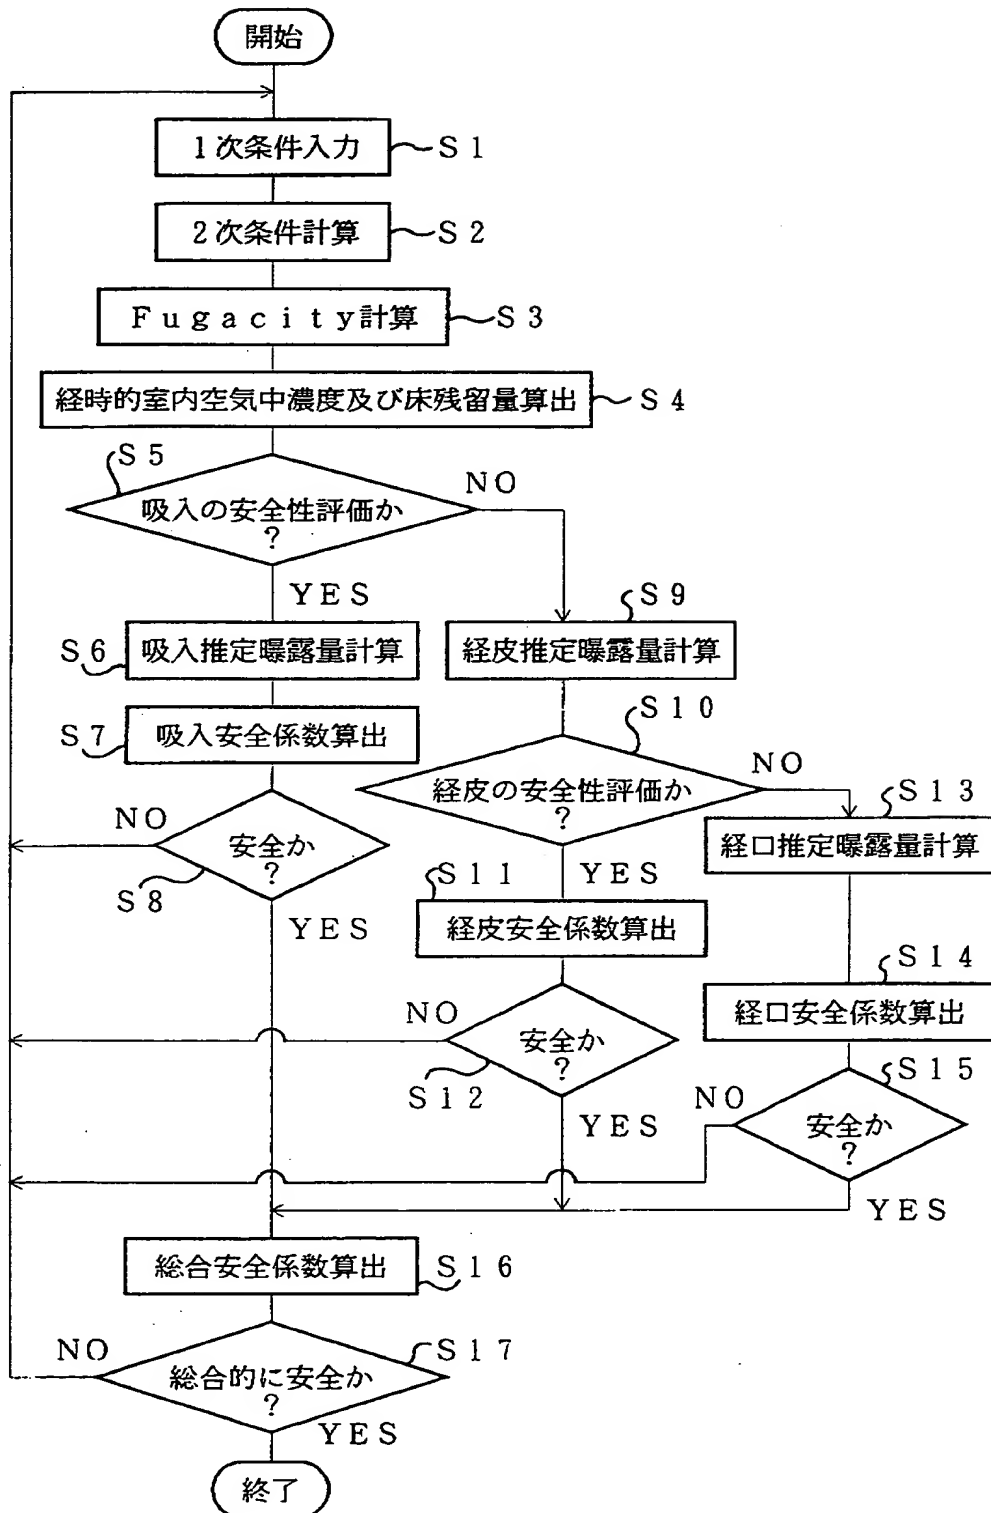 開始
1次条件入力 S1
2次条件計算 S2
Fugacity計算 S3
経時的室内空気中濃度及び床残留量算出 S4
S5
吸入の安全性評価か
?
NO
YES
S9
S6 吸入推定曝露量計算
経皮推定曝露量計算
S7 吸入安全係数算出
S10
経皮の安全性評価か
?
NO
S13
経口推定曝露量計算
NO
安全か
?
S8
YES
S11
YES
経皮安全係数算出
S14
経口安全係数算出
NO
安全か
?
S12
YES
S15
NO
安全か
?
YES
総合安全係数算出 S16
NO
S17
総合的に安全か
?
YES
終了